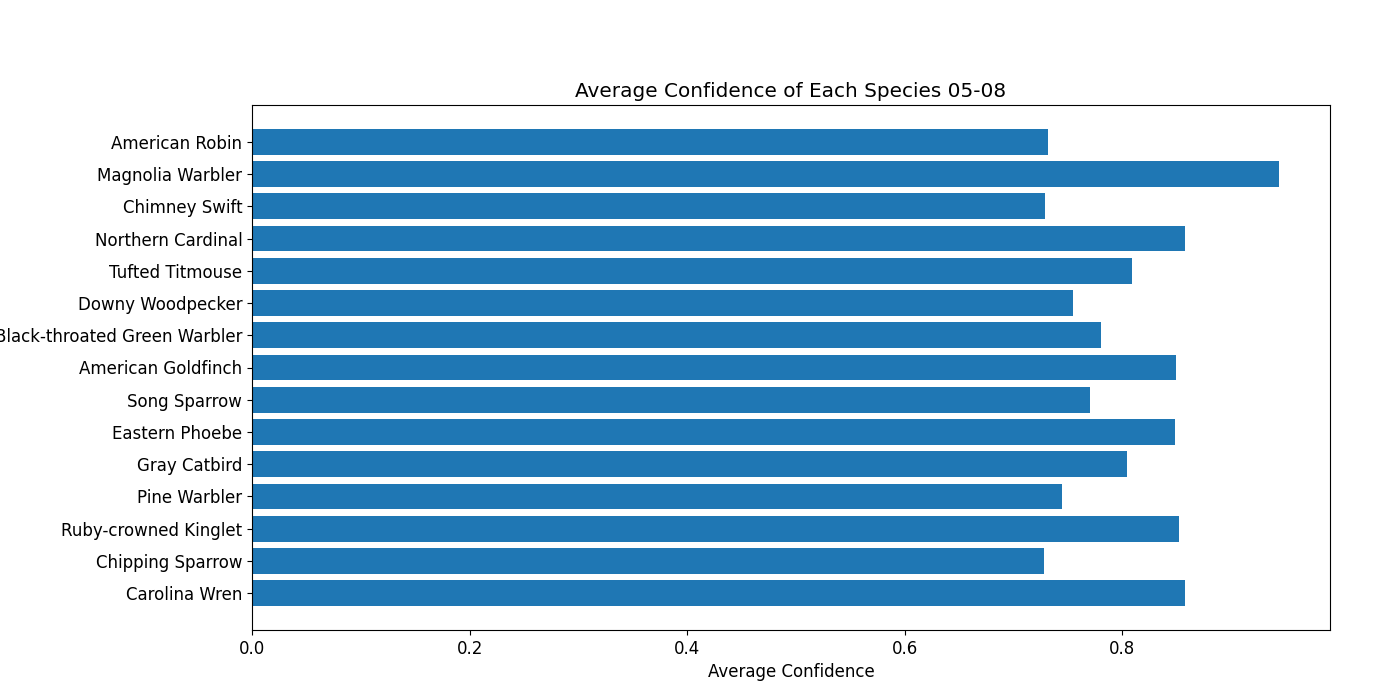 Average Confidence of Each Species 05-08
American Robin
Magnolia Warbler
Chimney Swift
Northern Cardinal
Tufted Titmouse
Downy Woodpecker
Black-throated Green Warbler
American Goldfinch
Song Sparrow
Eastern Phoebe
Gray Catbird
Pine Warbler
Ruby-crowned Kinglet
Chipping Sparrow
Carolina Wren
0.0 0.2 0.4 0.6 0.8
Average Confidence